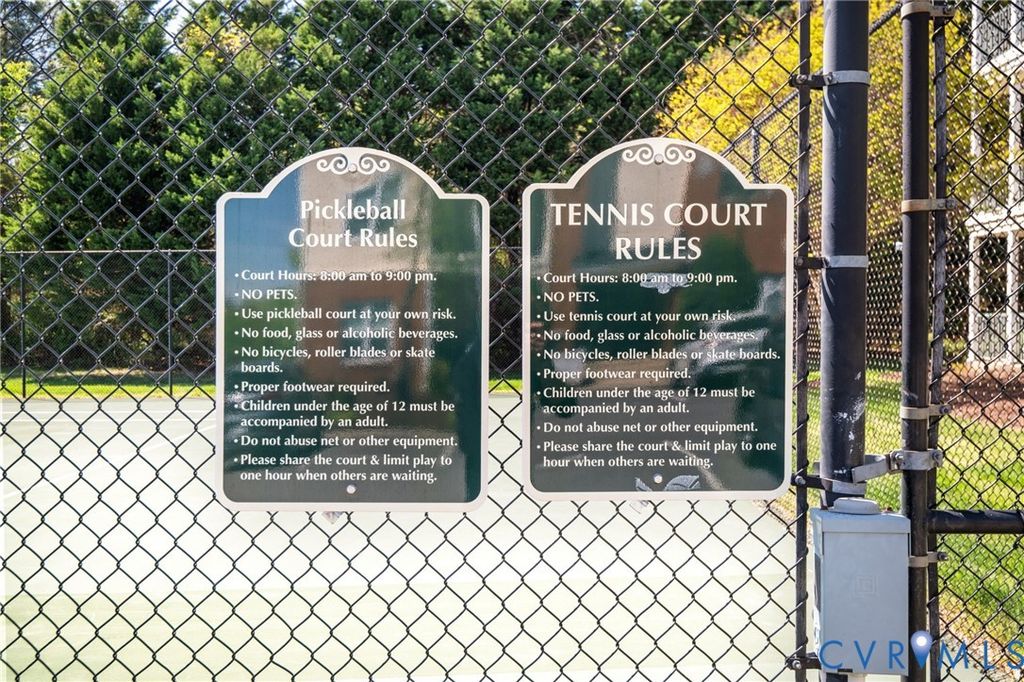 Pickleball
Court Rules
• Court Hours: 8:00 am to 9:00 pm.
• NO PETS.
• Use pickleball court at your own risk.
• No food, glass or alcoholic beverages.
• No bicycles, roller blades or skate
boards.
• Proper footwear required.
• Children under the age of 12 must be
accompanied by an adult.
• Do not abuse net or other equipment.
• Please share the court & limit play to
one hour when others are waiting.
TENNIS COURT
RULES
• Court Hours: 8:00 am to 9:00 pm.
• NO PETS.
• Use tennis court at your own risk.
• No food, glass or alcoholic beverages.
• No bicycles, roller blades or skate boards.
• Proper footwear required.
• Children under the age of 12 must be
accompanied by an adult.
• Do not abuse net or other equipment.
• Please share the court & limit play to one
hour when others are waiting.
CVRMLS